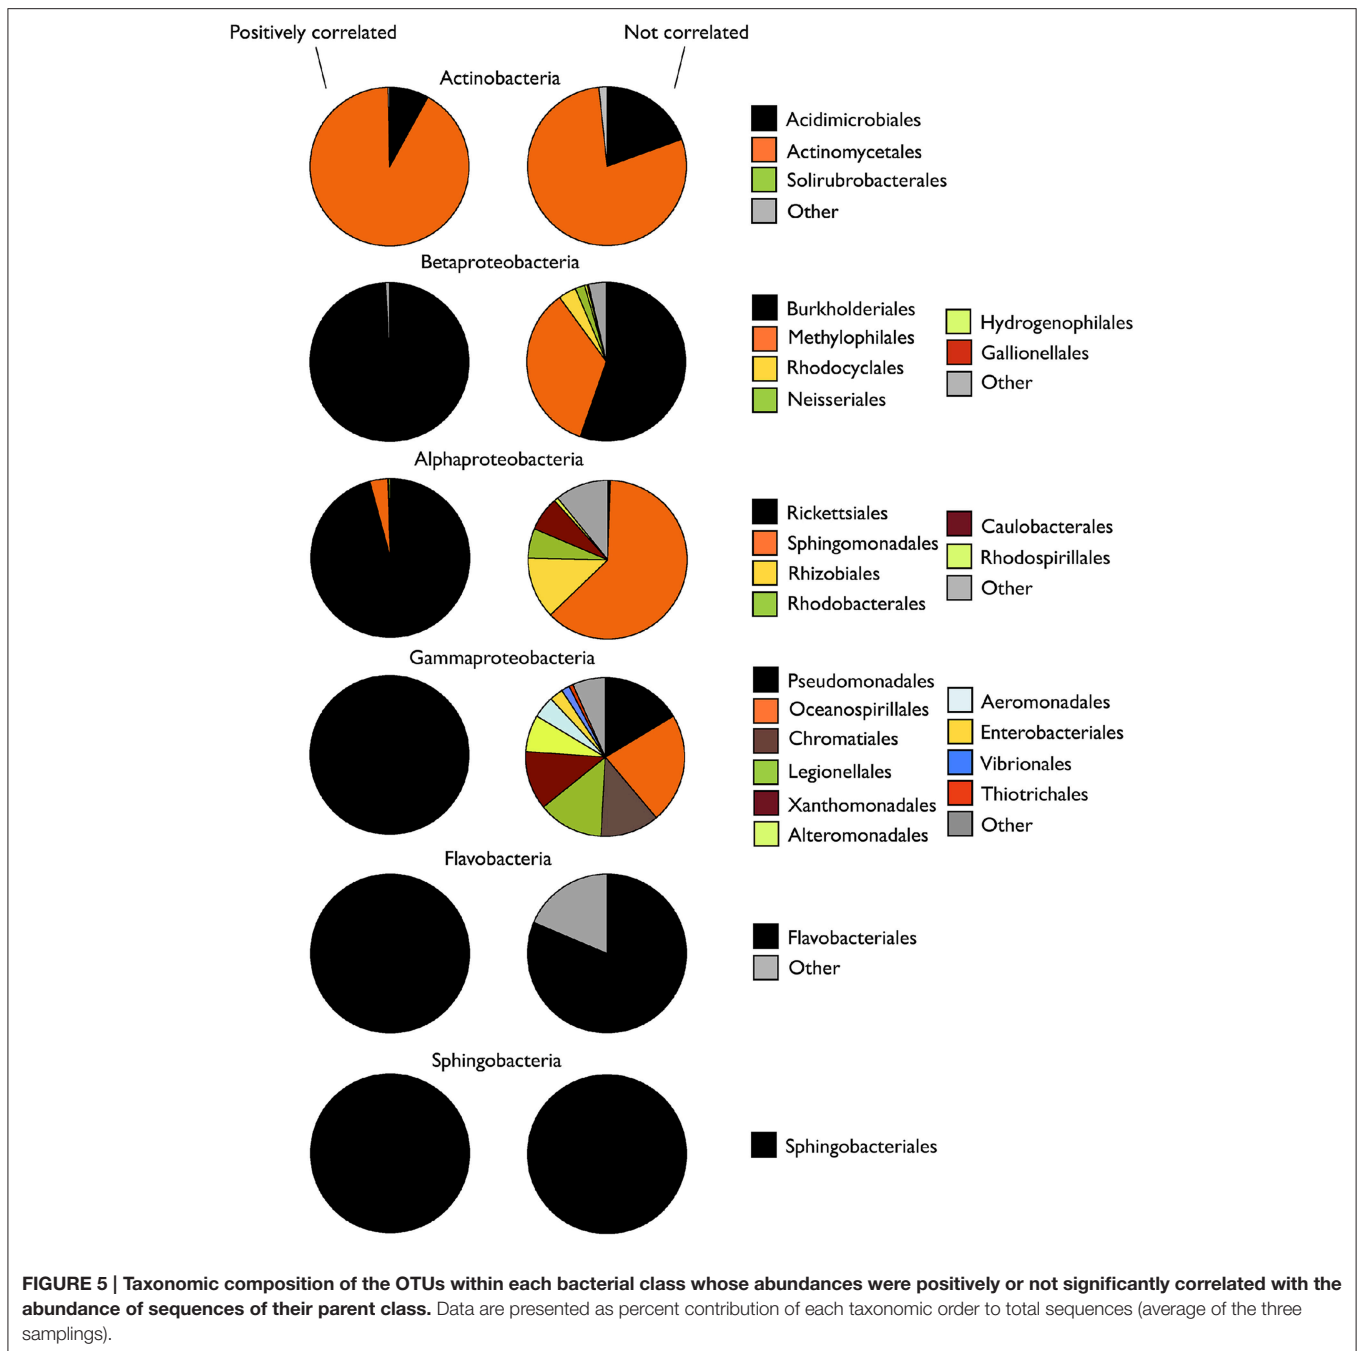 Positively correlated
Not correlated
Actinobacteria
Acidimicrobiales
Actinomycetales
Solirubrobacterales
Other
Betaproteobacteria
Burkholderiales
Methylophilales
Rhodocyclales
Neisseriales
Hydrogenophilales
Gallionellales
Other
Alphaproteobacteria
Rickettsiales
Sphingomonadales
Rhizobiales
Rhodobacterales
Caulobacterales
Rhodospirillales
Other
Gammaproteobacteria
Pseudomonadales
Oceanospirillales
Chromatiales
Legionellales
Xanthomonadales
Alteromonadales
Aeromonadales
Enterobacteriales
Vibrionales
Thiotrichales
Other
Flavobacteria
Flavobacteriales
Other
Sphingobacteria
Sphingobacteriales
FIGURE 5 | Taxonomic composition of the OTUs within each bacterial class whose abundances were positively or not significantly correlated with the
abundance of sequences of their parent class. Data are presented as percent contribution of each taxonomic order to total sequences (average of the three
samplings).